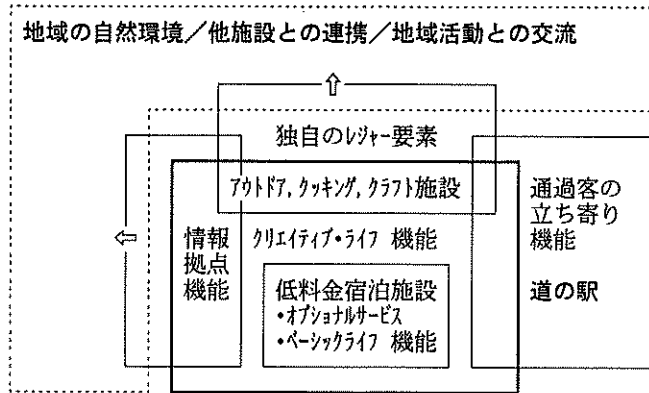 地域の自然環境／他施設との連携／地域活動との交流
⇧
独自のレジャー要素
アウトドア, クッキング, クラフト施設
通過客の
立ち寄り
機能
⇦
情報
拠点
機能
クリエイティブ・ライフ 機能
低料金宿泊施設
・オプショナルサービス
・ベーシックライフ 機能
道の駅